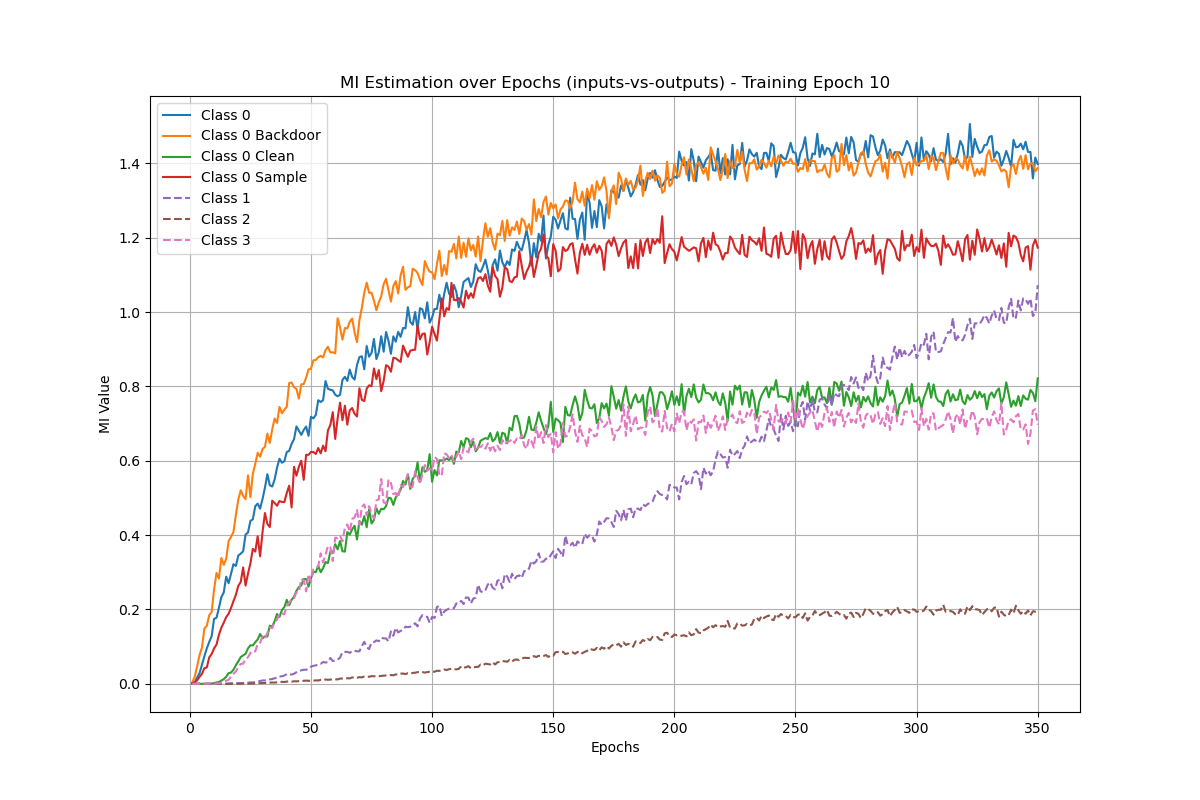 MI Estimation over Epochs (inputs-vs-outputs) - Training Epoch 10
Class 0
Class 0 Backdoor
Class 0 Clean
Class 0 Sample
Class 1
Class 2
Class 3
MI Value
1.4
1.2
1.0
0.8
0.6
0.4
0.2
0.0
0 50 100 150 200 250 300 350
Epochs